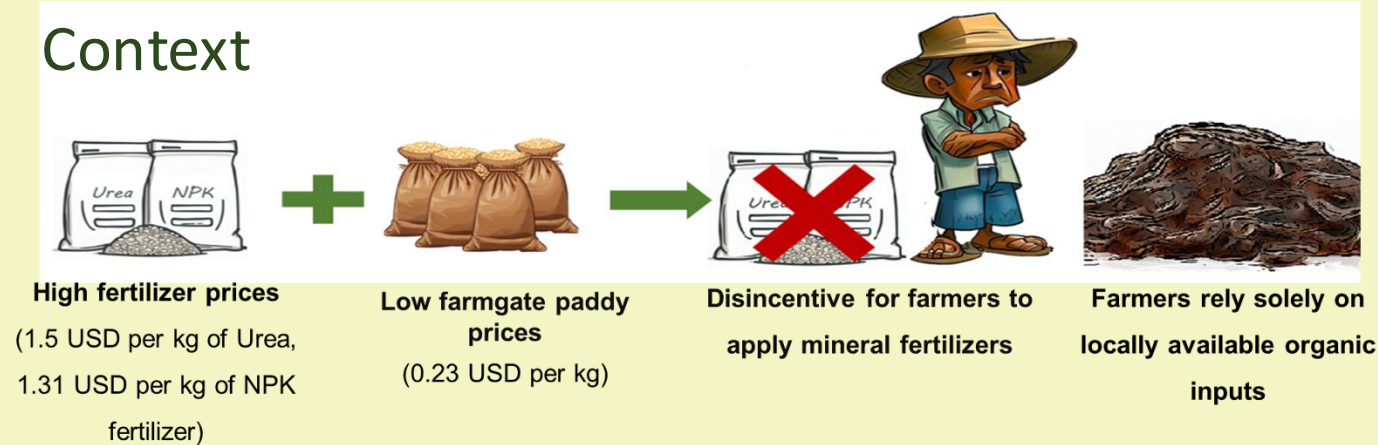 Context
Urea
NPK
Urea
PK
High fertilizer prices
(1.5 USD per kg of Urea,
1.31 USD per kg of NPK
fertilizer)
Low farmgate paddy
prices
(0.23 USD per kg)
Disincentive for farmers to
apply mineral fertilizers
Farmers rely solely on
locally available organic
inputs